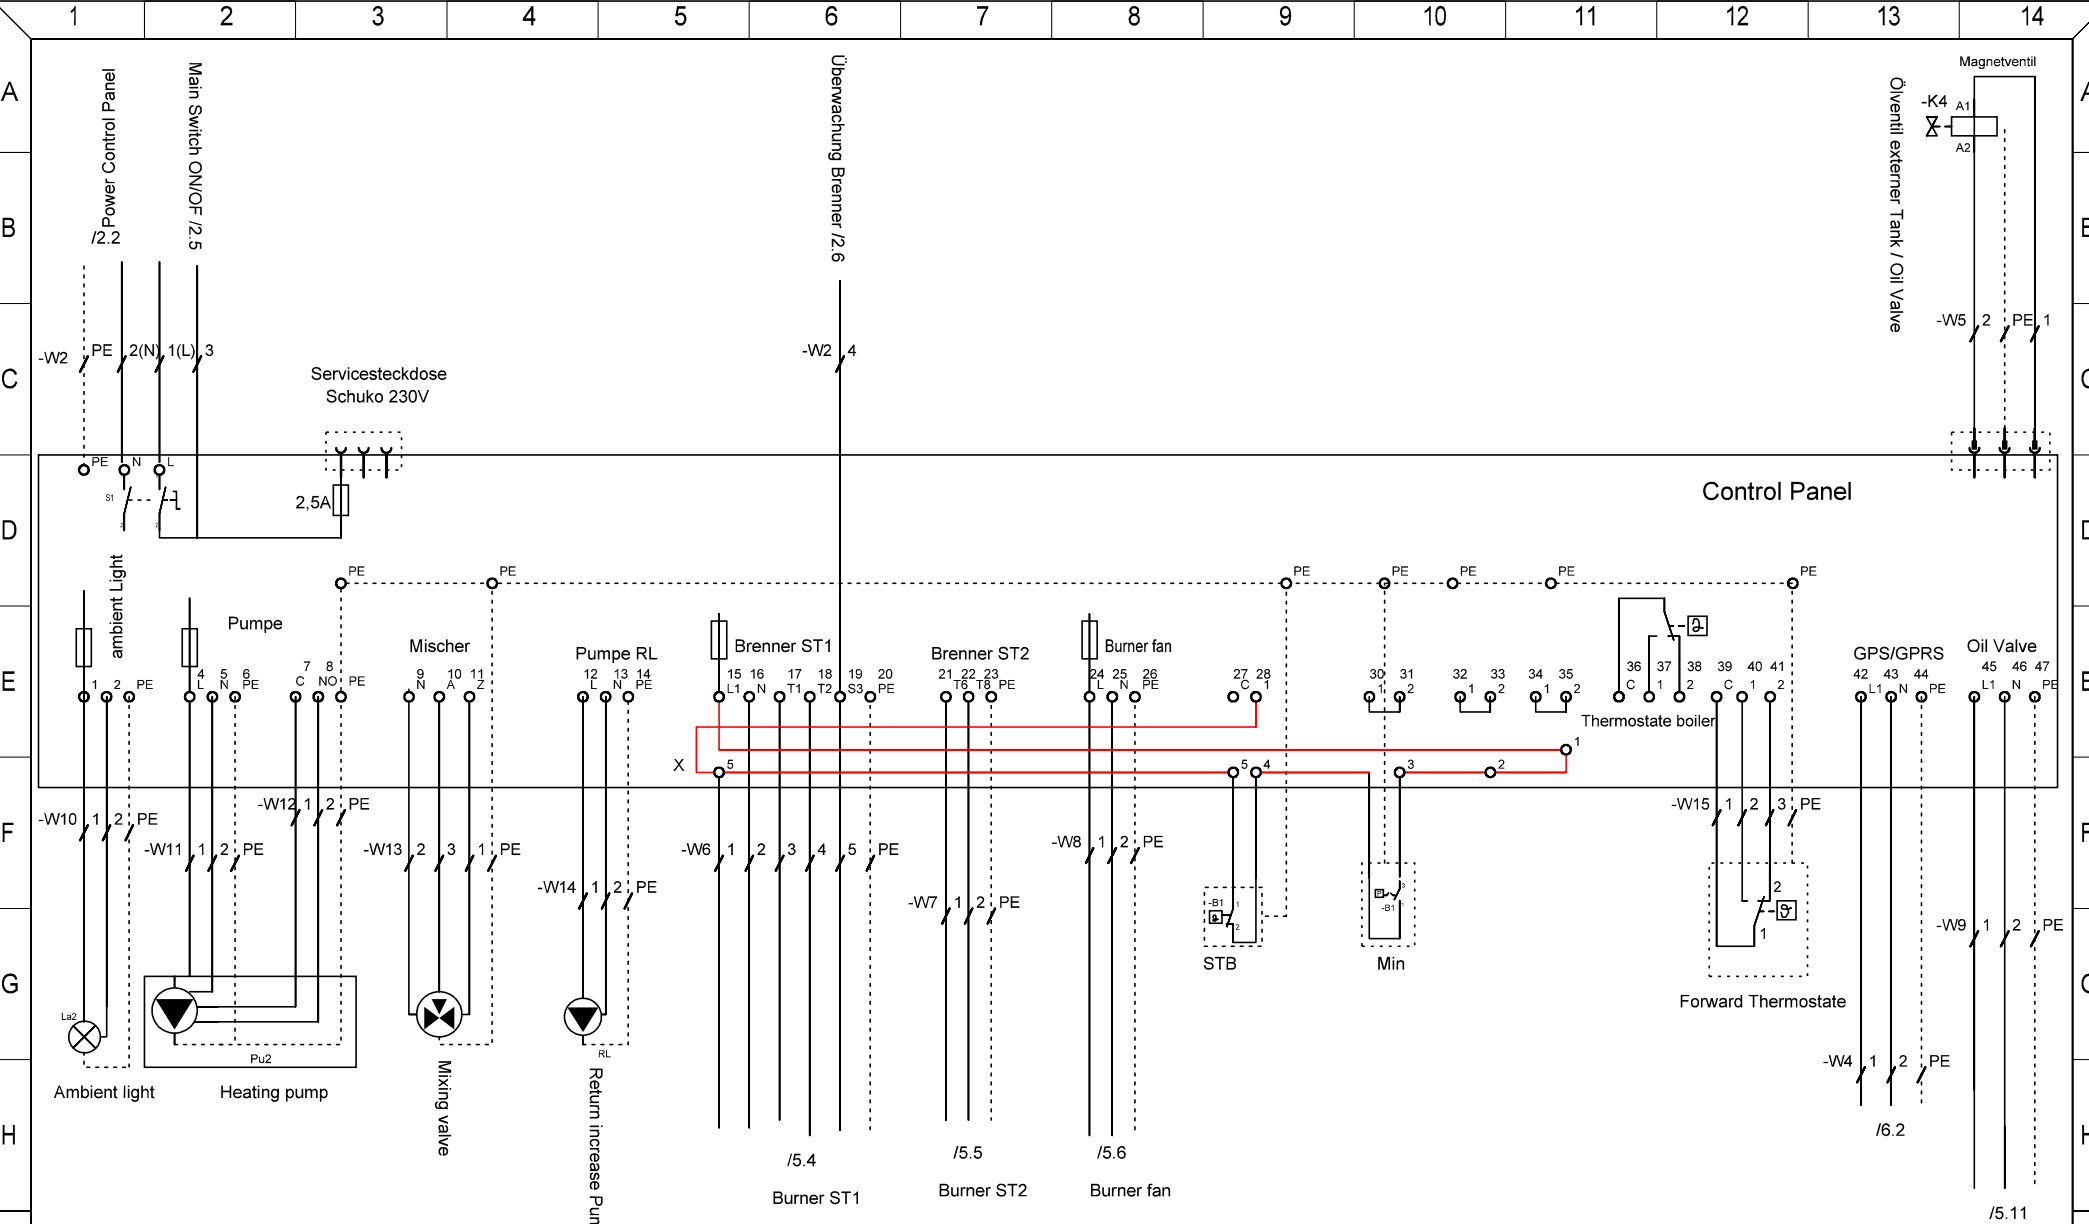 1 2 3 4 5 6 7 8 9 10 11 12 13 14
A
B
C
D
E
F
G
H
Power Control Panel
/2.2
Main Switch ON/OF /2.5
Überwachung Brenner /2.6
Ölventil externer Tank / Oil Valve
Magnetventil
-K4 A1
A2
-W5 2 PE 1
-W2 PE 2(N) 1(L) 3
-W2 4
Servicesteckdose
Schuko 230V
PE N L
S1
2,5A
Control Panel
ambient Light
PE PE PE PE PE PE PE
Pumpe
Mischer
Pumpe RL
Brenner ST1
Brenner ST2
Burner fan
GPS/GPRS
Oil Valve
1 2 PE
4 5 6
L N PE
7 8
C NO PE
9 10 11
N A Z
12 13 14
L N PE
15 16 17 18 19 20
L1 N T1 T2 S3 PE
21 22 23
T6 T8 PE
24 25 26
L N PE
27 28
C 1
30 31
1 2
32 33
1 2
34 35
1 2
36 37 38
C 1 2
39 40 41
C 1 2
42 43 44
L1 N PE
45 46 47
L1 N PE
Thermostate boiler
1
X 5 5 4 3 2
-W10 1 2 PE
-W11 1 2 PE
-W12 1 2 PE
-W13 2 3 1 PE
-W14 1 2 PE
-W6 1 2 3 4 5 PE
-W7 1 2 PE
-W8 1 2 PE
-W15 1 2 3 PE
-W9 1 2 PE
-W4 1 2 PE
-B1 1
2
STB
P 3
-B1 1
Min
2
1
Forward Thermostate
La2
Ambient light
Pu2
Heating pump
Mixing valve
RL
Return increase Pun
/5.4
Burner ST1
/5.5
Burner ST2
/5.6
Burner fan
/6.2
/5.11